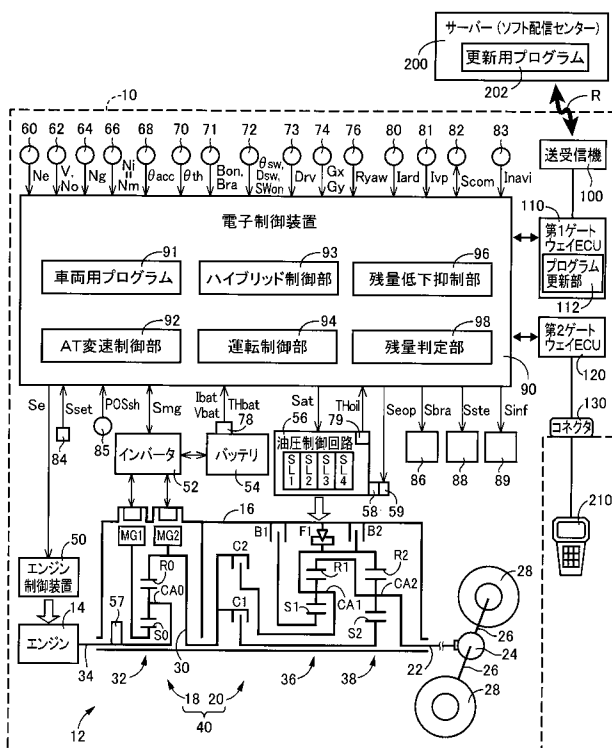 サーバー(ソフト配信センター)
更新用プログラム
200
202
R
10
60 62 64 66 68 70 71 72 73 74 76 80 81 82 83
Ne
V, No
Ng
Ni || Nm
θacc
θth
Bon, Bra
θsw, Dsw, SWon
Drv
Gx Gy
Ryaw
Iard
Ivp
Scom
Inavi
送受信機
100
電子制御装置
110
第1ゲートウェイECU
プログラム更新部
112
91
車両用プログラム
93
ハイブリッド制御部
96
残量低下抑制部
92
AT変速制御部
94
運転制御部
98
残量判定部
90
第2ゲートウェイECU
120
130
コネクタ
210
Se
Sset
POSsh
Smg
Ibat
Vbat
THbat
Sat
THoil
Seop
Sbra
Sste
Sinf
84
85
78
56
79
インバータ
52
バッテリ
54
油圧制御回路
SL1 SL2 SL3 SL4
58
59
86
88
89
16
50
エンジン制御装置
14
エンジン
57
MG1
MG2
R0
CA0
S0
B1
F1
B2
C2
C1
R1
R2
CA1
CA2
S1
S2
28
26
24
26
28
34
32
30
36
38
22
18
20
40
12